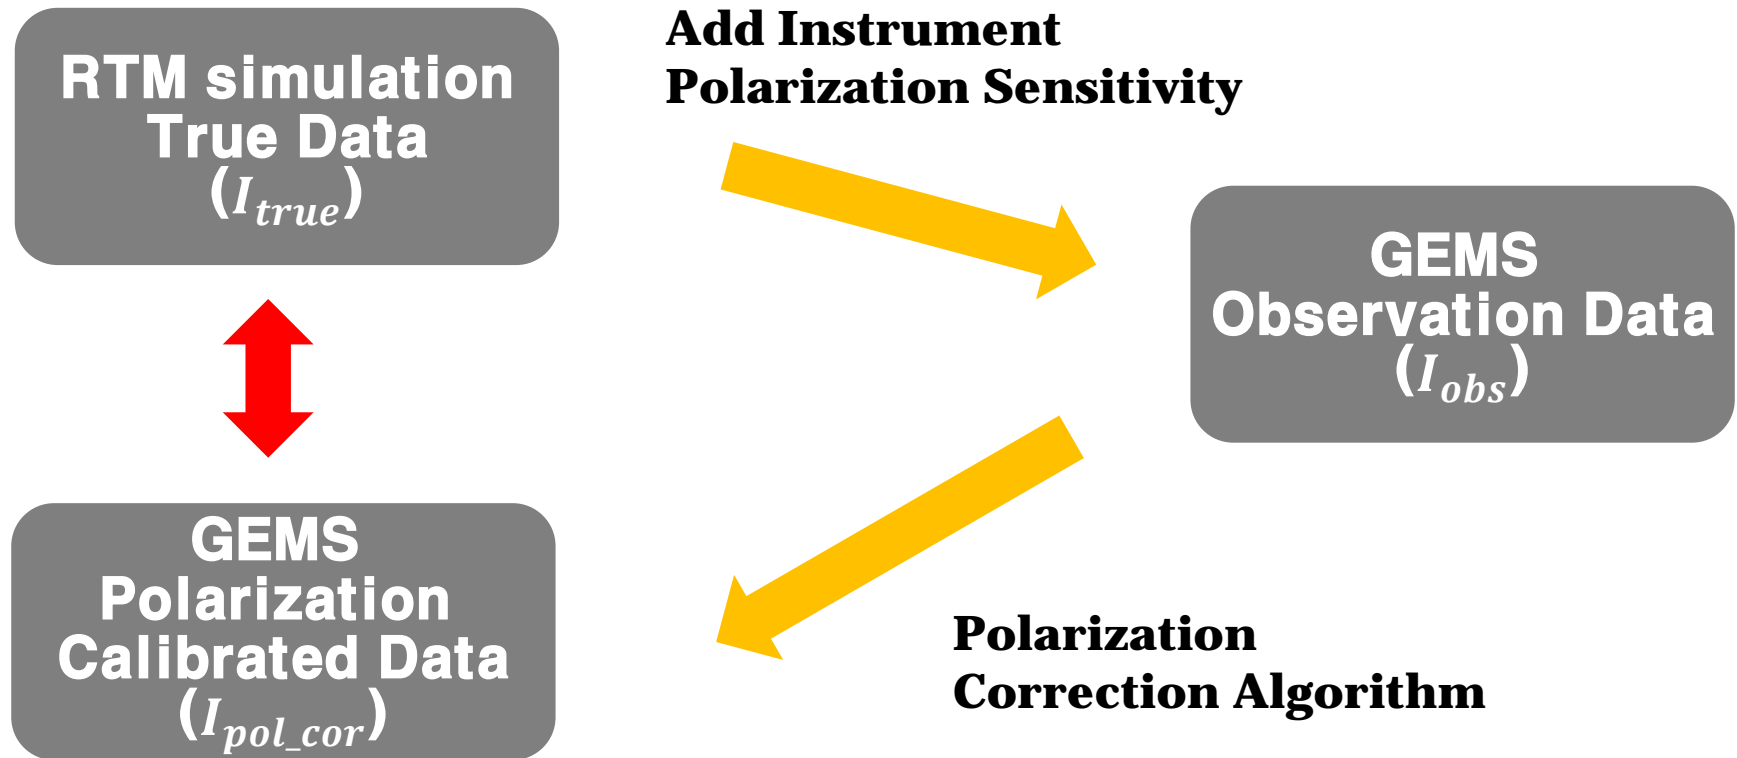 RTM simulation
True Data
(I_true)
Add Instrument
Polarization Sensitivity
GEMS
Observation Data
(I_obs)
GEMS
Polarization
Calibrated Data
(I_pol_cor)
Polarization
Correction Algorithm